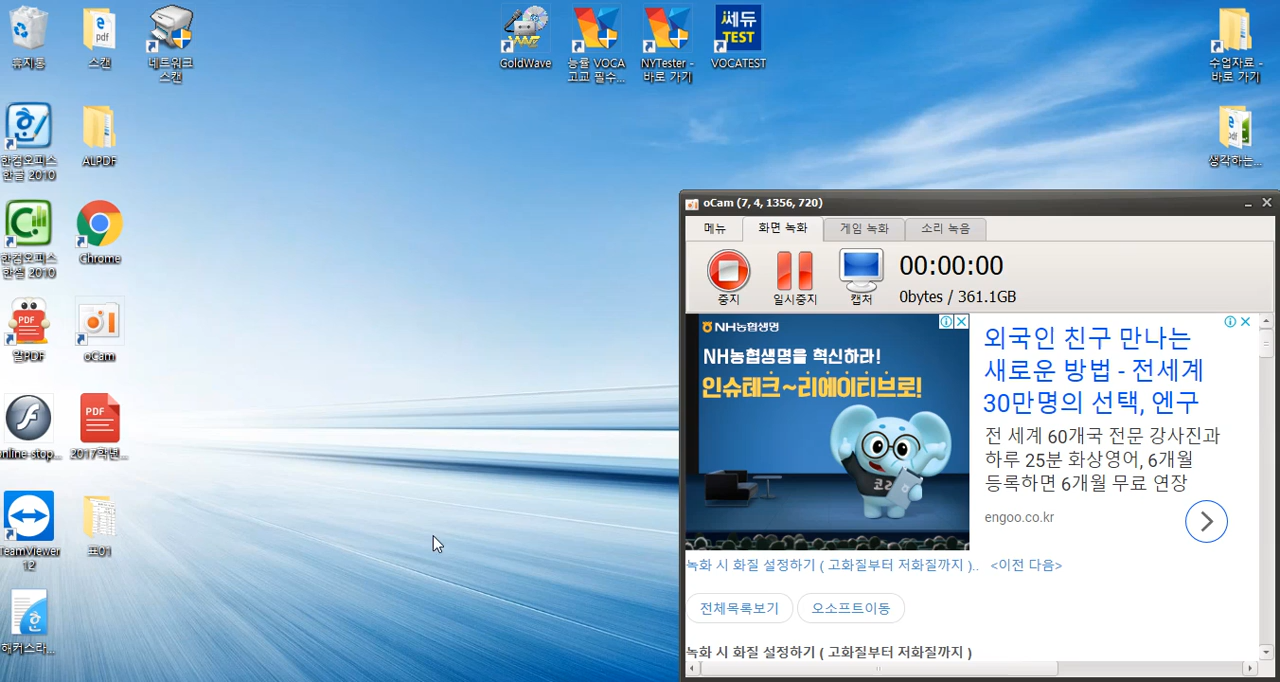 휴지통
스캔
네트워크
스캔
GoldWave
능률 VOCA
고교 필수...
NYTester -
바로 가기
쎄듀
TEST
VOCATEST
수업자료 -
바로 가기
한컴오피스
한글 2010
ALPDF
생각하는...
한컴오피스
한셀 2010
Chrome
PDF
알PDF
oCam
PDF
nline-stop...
2017학년...
TeamViewer
12
표01
해커스라...
oCam (7, 4, 1356, 720)
메뉴
화면 녹화
게임 녹화
소리 녹음
중지
일시중지
캡처
00:00:00
0bytes / 361.1GB
NH농협생명
NH농협생명을 혁신하라!
인슈테크~리에이티브로!
코리
외국인 친구 만나는
새로운 방법 - 전세계
30만명의 선택, 엔구
전 세계 60개국 전문 강사진과
하루 25분 화상영어, 6개월
등록하면 6개월 무료 연장
engoo.co.kr
녹화 시 화질 설정하기 ( 고화질부터 저화질까지 )..
<이전 다음>
전체목록보기
오소프트이동
녹화 시 화질 설정하기 ( 고화질부터 저화질까지 )